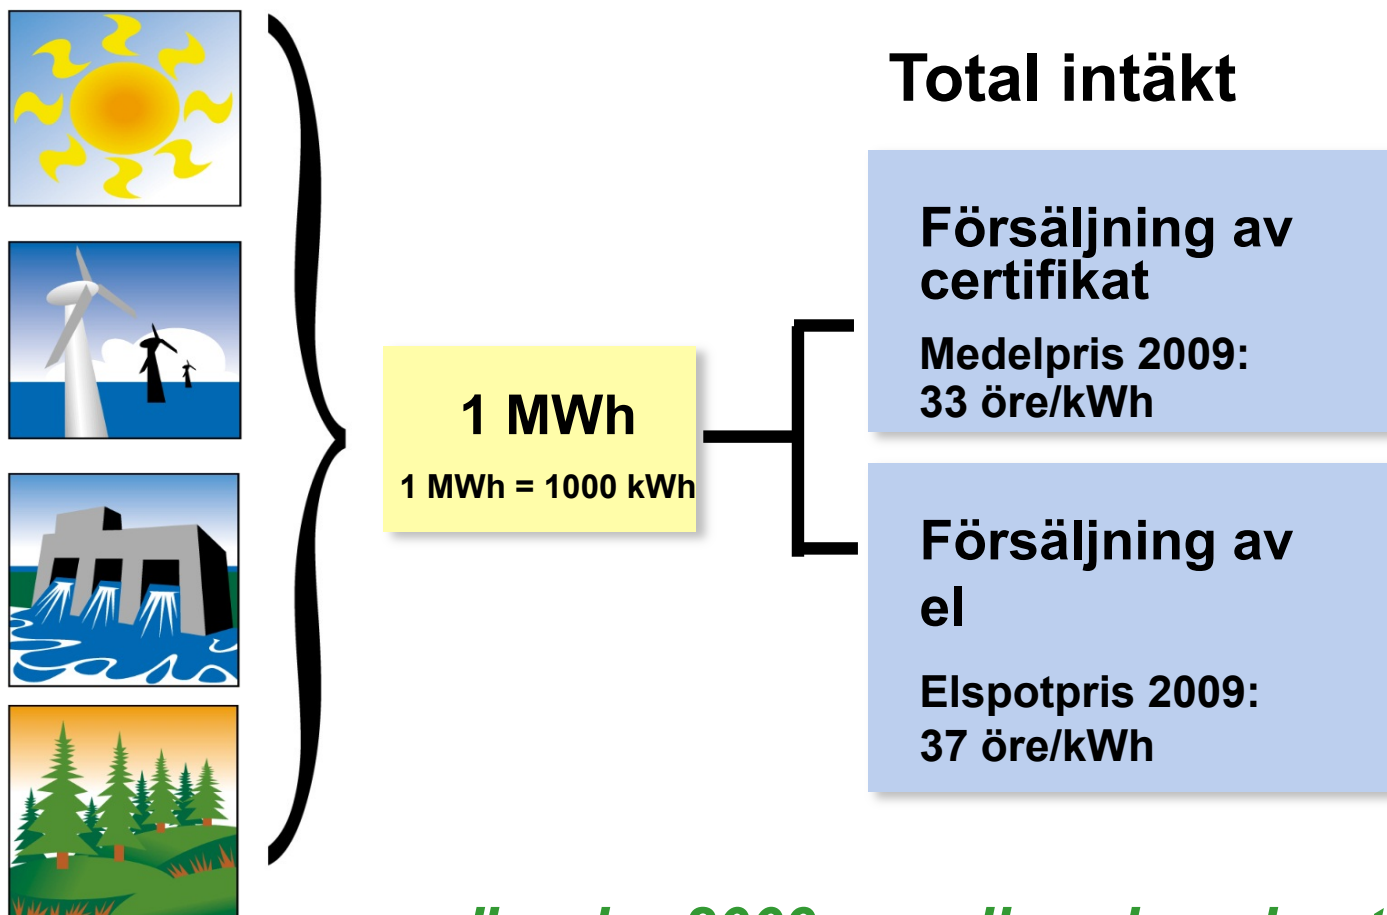 Total intäkt
Försäljning av
certifikat
Medelpris 2009:
33 öre/kWh
1 MWh
1 MWh = 1000 kWh
Försäljning av
el
Elspotpris 2009:
37 öre/kWh
2009